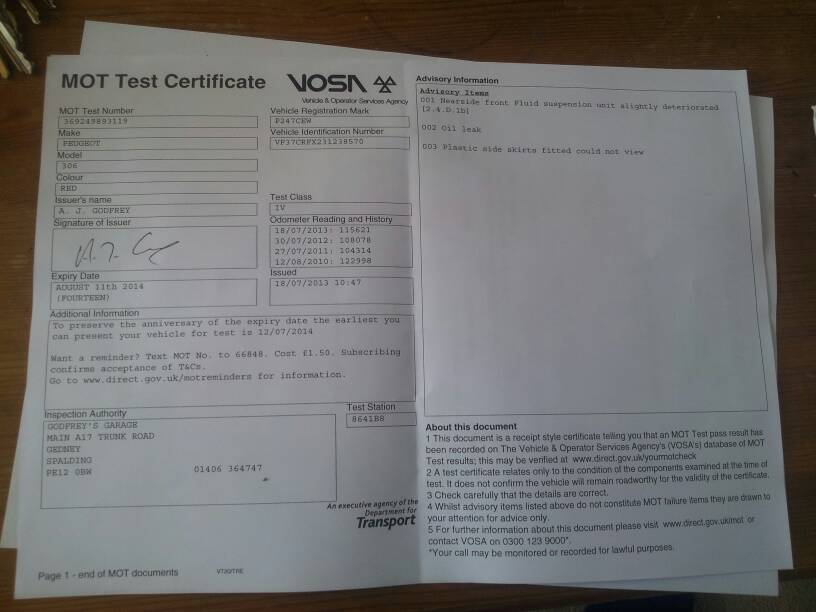 MOT Test Certificate
VOSA
Vehicle & Operator Services Agency
MOT Test Number
369249893119
Vehicle Registration Mark
P247CEW
Make
PEUGEOT
Vehicle Identification Number
VF37CRFX231238570
Model
306
Colour
RED
Issuer's name
A. J. GODFREY
Test Class
IV
Signature of Issuer
Odometer Reading and History
18/07/2013: 115621
30/07/2012: 108078
27/07/2011: 104314
12/08/2010: 122998
Expiry Date
AUGUST 11th 2014
(FOURTEEN)
Issued
18/07/2013 10:47
Additional Information
To preserve the anniversary of the expiry date the earliest you
can present your vehicle for test is 12/07/2014
Want a reminder? Text MOT No. to 66848. Cost £1.50. Subscribing
confirms acceptance of T&Cs.
Go to www.direct.gov.uk/motreminders for information.
Inspection Authority
GODFREY'S GARAGE
MAIN A17 TRUNK ROAD
GEDNEY
SPALDING
PE12 0BW 01406 364747
Test Station
8641B8
An executive agency of the
Department for
Transport
Page 1 - end of MOT documents
VT20/TRE
Advisory Information
Advisory Items
001 Nearside front Fluid suspension unit slightly deteriorated
[2.4.D.1b]
002 Oil leak
003 Plastic side skirts fitted could not view
About this document
1 This document is a receipt style certificate telling you that an MOT Test pass result has
been recorded on The Vehicle & Operator Services Agency's (VOSA's) database of MOT
Test results; this may be verified at www.direct.gov.uk/yourmotcheck
2 A test certificate relates only to the condition of the components examined at the time of
test. It does not confirm the vehicle will remain roadworthy for the validity of the certificate.
3 Check carefully that the details are correct.
4 Whilst advisory items listed above do not constitute MOT failure items they are drawn to
your attention for advice only.
5 For further information about this document please visit www.direct.gov.uk/mot or
contact VOSA on 0300 123 9000*.
*Your call may be monitored or recorded for lawful purposes.